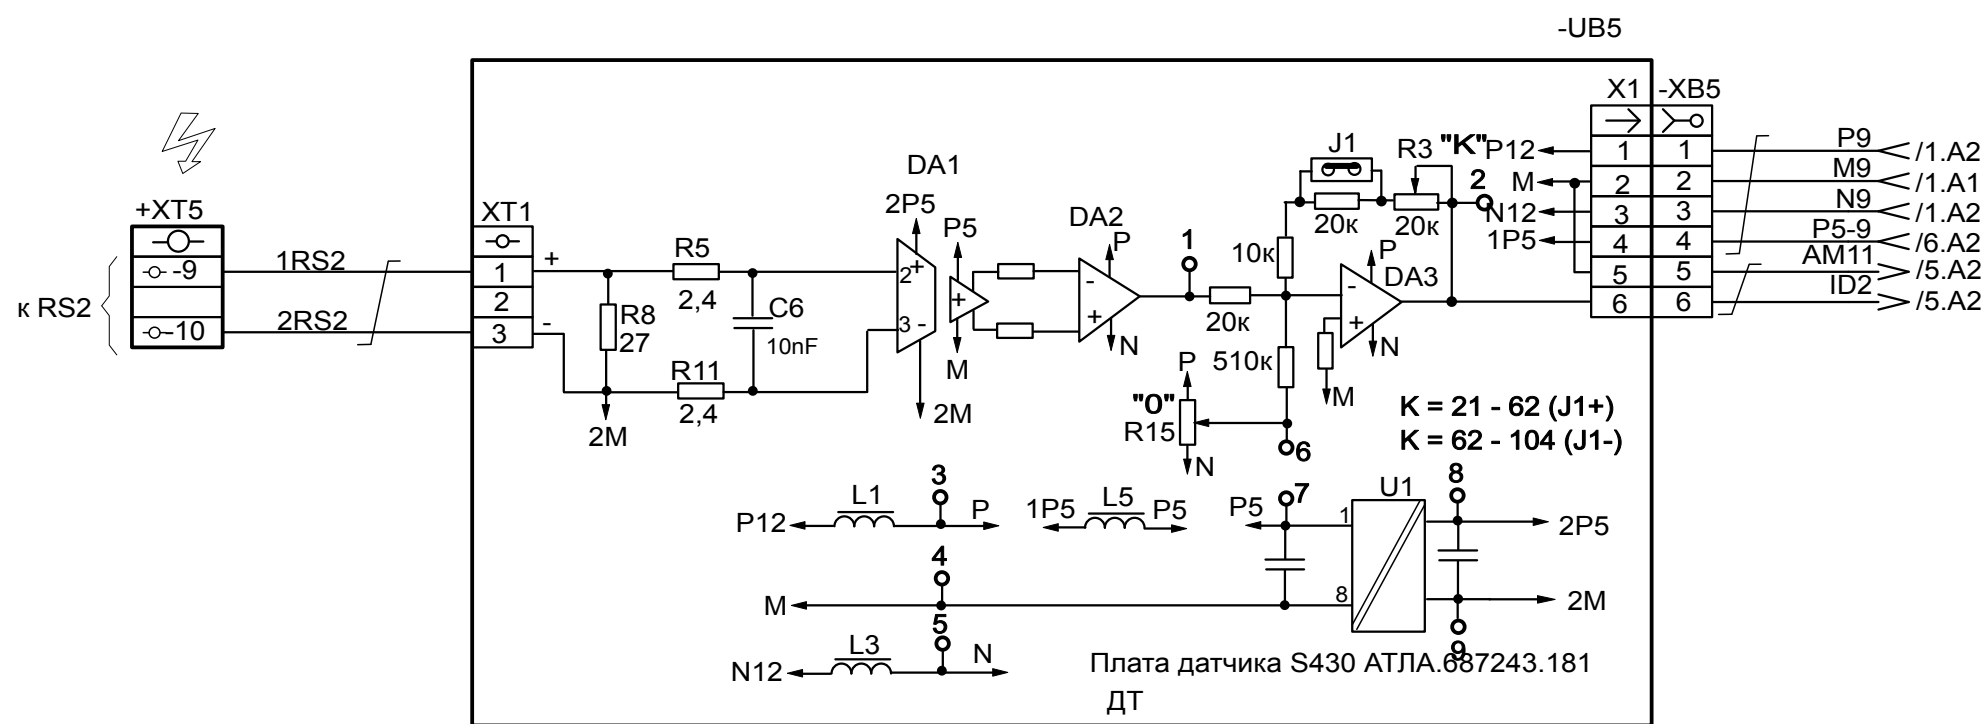 -UB5
X1 -XB5
+XT5
-9
-10
к RS2
1RS2
2RS2
XT1
1
2
3
+
-
R8
27
2M
R5
2,4
R11
2,4
C6
10nF
DA1
2P5
2 +
3 -
2M
P5
+
M
DA2
P
-
+
N
1
20к
10к
510к
J1
20к
R3 "K"
20к
2
P
DA3
-
+
N
M
P
"0"
R15
N
6
P12
M
N12
1P5
1 1
2 2
3 3
4 4
5 5
6 6
P9 /1.A2
M9 /1.A1
N9 /1.A2
P5-9 /6.A2
AM11 /5.A2
ID2 /5.A2
K = 21 - 62 (J1+)
K = 62 - 104 (J1-)
P12 L1 3 P
1P5 L5 P5
P5 7
1 U1 8
8
2P5
2M
9
M 4
N12 L3 5 N
Плата датчика S430 АТЛА.687243.181
ДТ